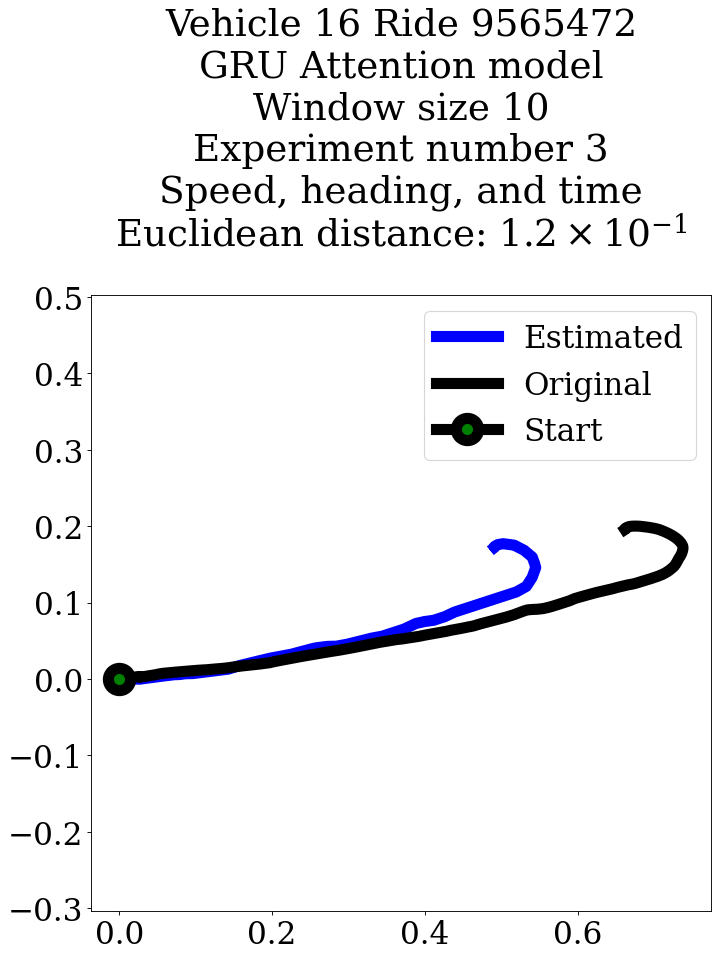 Vehicle 16 Ride 9565472
GRU Attention model
Window size 10
Experiment number 3
Speed, heading, and time
Euclidean distance: 1.2 × 10⁻¹
0.5
Estimated
0.4
Original
0.3
Start
0.2
0.1
0.0
−0.1
−0.2
−0.3
0.0 0.2 0.4 0.6